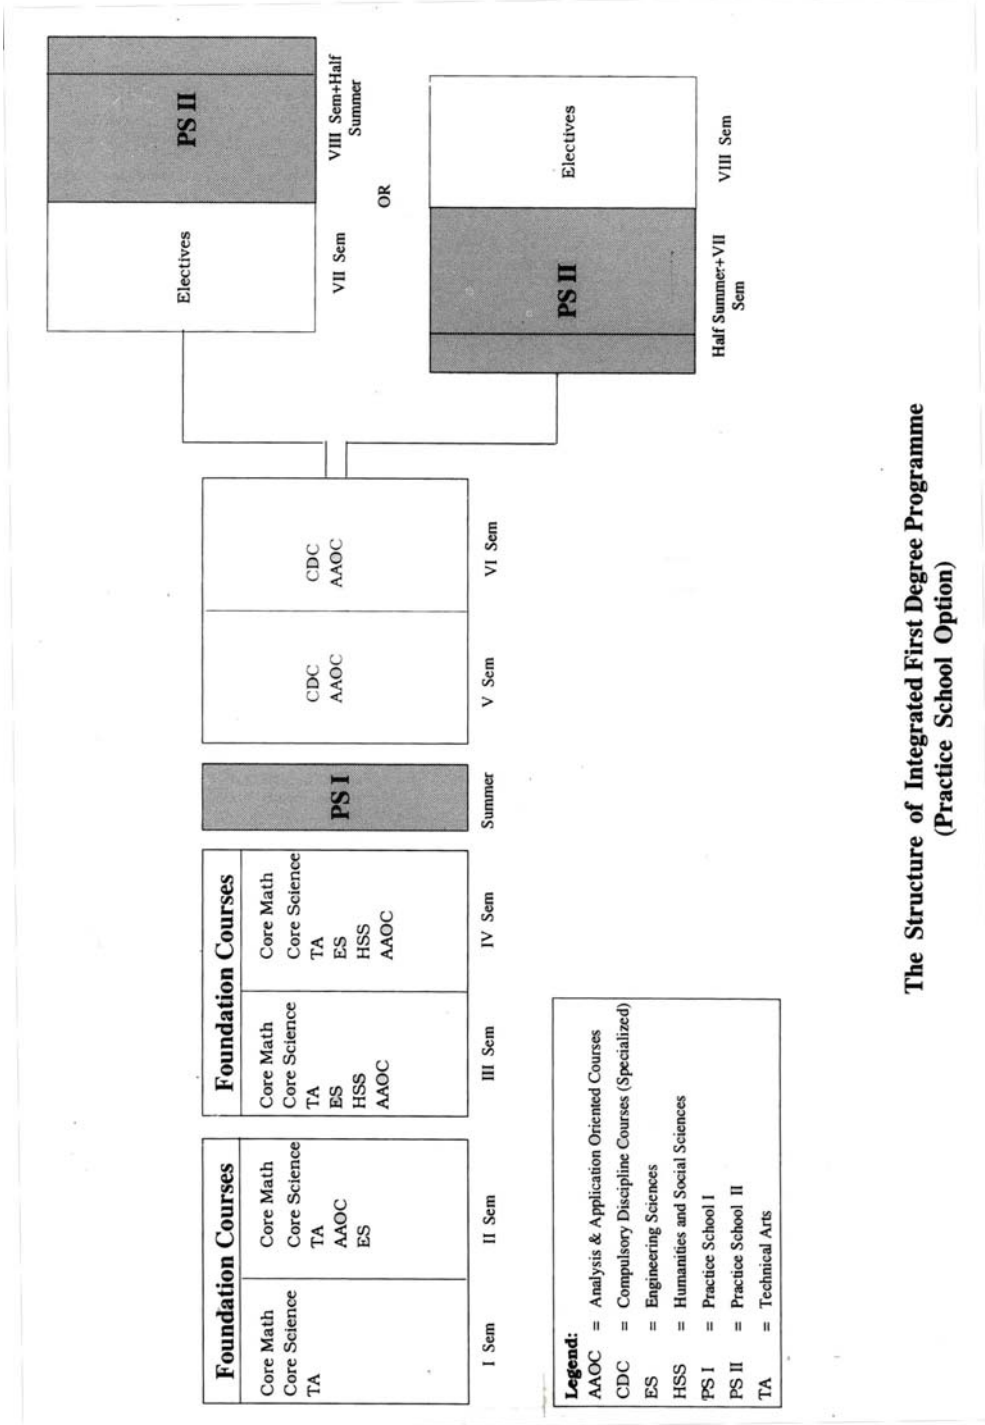 Foundation Courses
Core Math
Core Science
TA
I Sem
Core Math
Core Science
TA
AAOC
ES
II Sem
Foundation Courses
Core Math
Core Science
TA
ES
HSS
AAOC
III Sem
Core Math
Core Science
TA
ES
HSS
AAOC
IV Sem
PS I
Summer
CDC
AAOC
V Sem
CDC
AAOC
VI Sem
Electives
VII Sem
PS II
VIII Sem+Half
Summer
OR
PS II
Half Summer+VII
Sem
Electives
VIII Sem
Legend:
AAOC = Analysis & Application Oriented Courses
CDC = Compulsory Discipline Courses (Specialized)
ES = Engineering Sciences
HSS = Humanities and Social Sciences
PS I = Practice School I
PS II = Practice School II
TA = Technical Arts
The Structure of Integrated First Degree Programme
(Practice School Option)